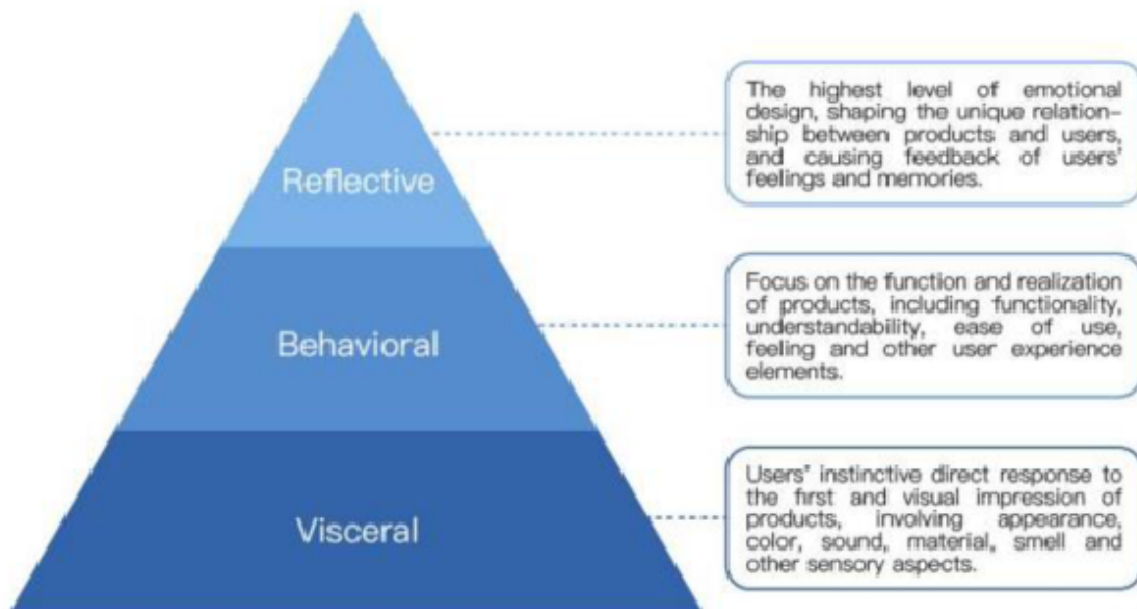 Reflective
The highest level of emotional
design, shaping the unique relation-
ship between products and users,
and causing feedback of users'
feelings and memories.
Behavioral
Focus on the function and realization
of products, including functionality,
understandability, ease of use,
feeling and other user experience
elements.
Visceral
Users' instinctive direct response to
the first and visual impression of
products, involving appearance,
color, sound, material, smell and
other sensory aspects.